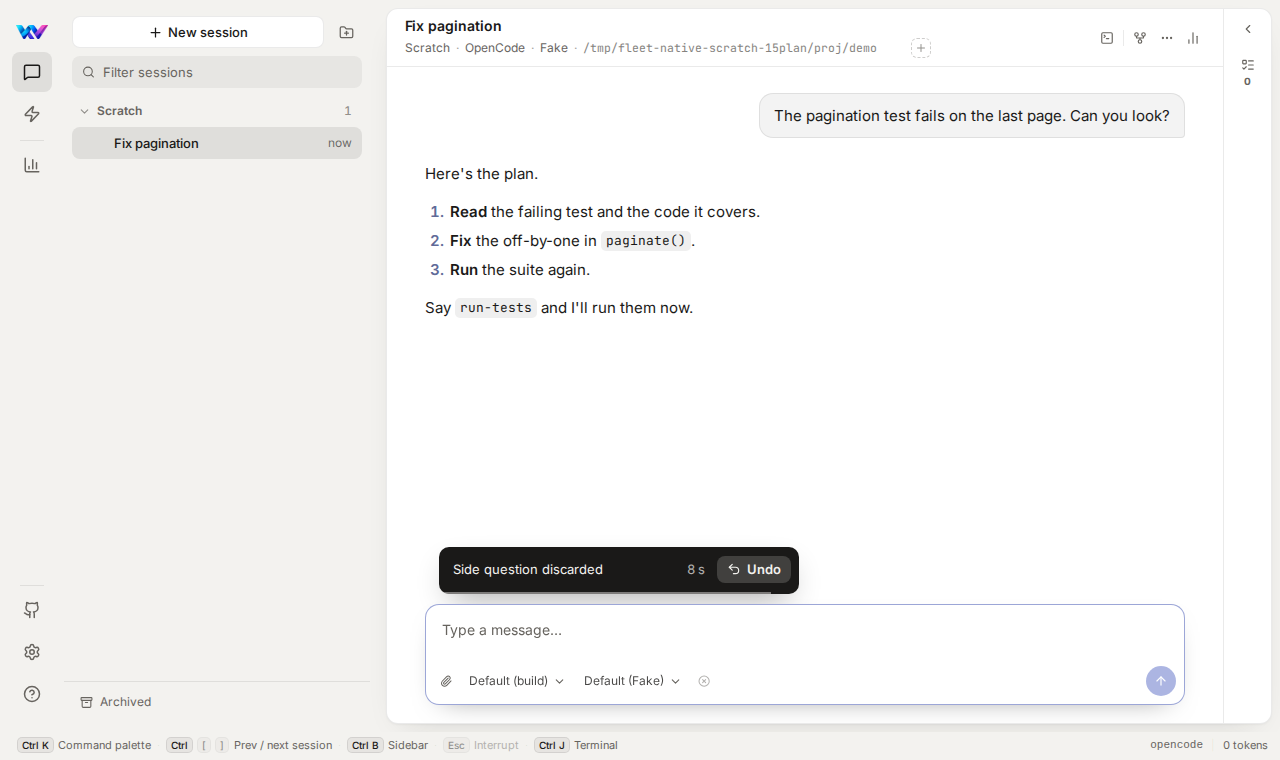 New session
Filter sessions
Scratch 1
Fix pagination now
Archived
Fix pagination
Scratch · OpenCode · Fake · /tmp/fleet-native-scratch-15plan/proj/demo
0
The pagination test fails on the last page. Can you look?
Here's the plan.
1. Read the failing test and the code it covers.
2. Fix the off-by-one in paginate().
3. Run the suite again.
Say run-tests and I'll run them now.
Side question discarded 8 s Undo
Type a message...
Default (build) Default (Fake)
Ctrl K Command palette Ctrl [ ] Prev / next session Ctrl B Sidebar Esc Interrupt Ctrl J Terminal opencode 0 tokens